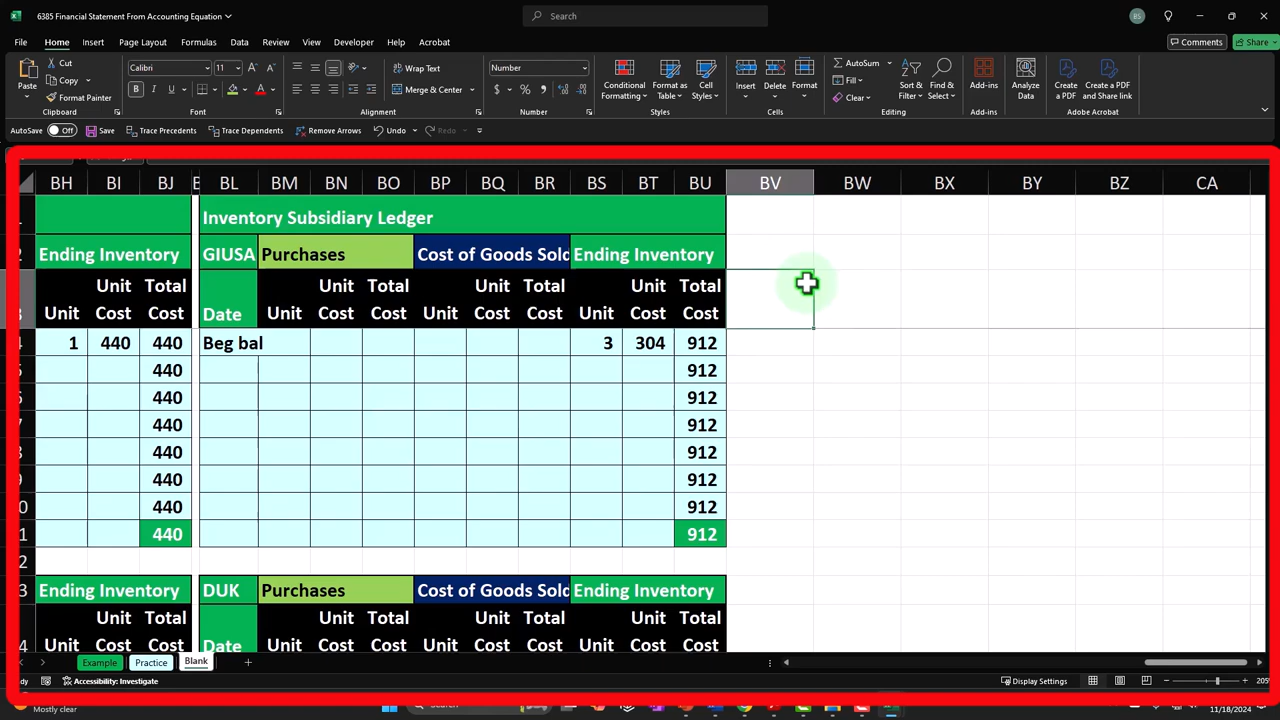 6385 Financial Statement From Accounting Equation
Search
BS
File Home Insert Page Layout Formulas Data Review View Developer Help Acrobat
Comments Share
Paste
Cut
Copy
Format Painter
Clipboard
Calibri 11
B I U
Font
Wrap Text
Merge & Center
Alignment
Number
Number
Conditional Formatting
Format as Table
Cell Styles
Styles
Insert
Delete
Format
Cells
AutoSum
Fill
Clear
Sort & Filter
Find & Select
Editing
Add-ins
Add-ins
Analyze Data
Create a PDF
Create a PDF and Share link
Adobe Acrobat
AutoSave Off Save Trace Precedents Trace Dependents Remove Arrows Undo Redo
BH BI BJ BL BM BN BO BP BQ BR BS BT BU BV BW BX BY BZ CA
Inventory Subsidiary Ledger
Ending Inventory GIUSA Purchases Cost of Goods Sold Ending Inventory
Unit Total Unit Total Unit Total Unit Total
Unit Cost Cost Date Unit Cost Cost Unit Cost Cost Unit Cost Cost
1 440 440 Beg bal 3 304 912
440 912
440 912
440 912
440 912
440 912
440 912
440 912
Ending Inventory DUK Purchases Cost of Goods Sold Ending Inventory
Unit Total Unit Total Unit Total Unit Total
Unit Cost Cost Date Unit Cost Cost Unit Cost Cost Unit Cost Cost
Example Practice Blank
Accessibility: Investigate
Display Settings
Mostly clear
11/18/2024